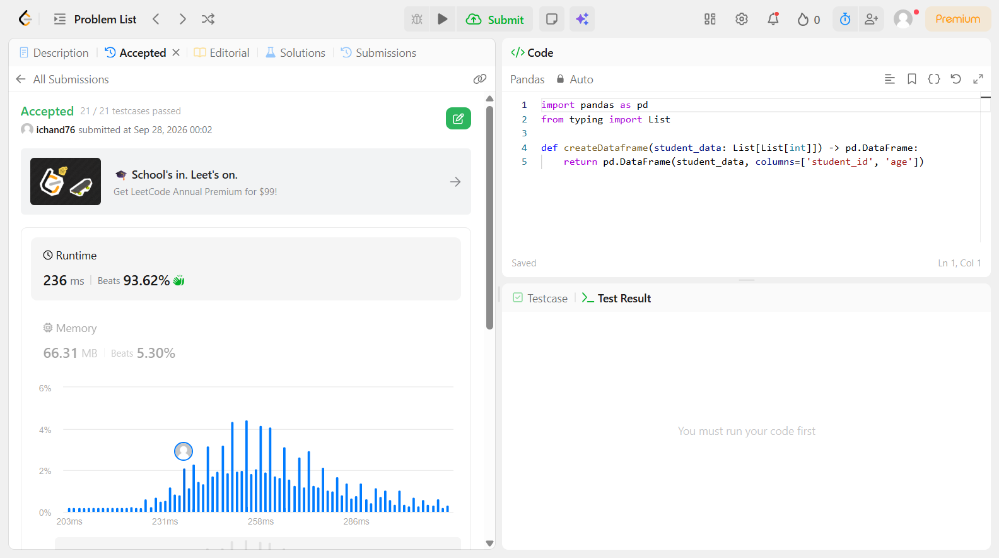 Problem List
Submit
0
Premium
Description
Accepted
Editorial
Solutions
Submissions
All Submissions
Accepted 21 / 21 testcases passed
ichand76 submitted at Sep 28, 2026 00:02
School's in. Leet's on.
Get LeetCode Annual Premium for $99!
Runtime
236 ms Beats 93.62%
Memory
66.31 MB Beats 5.30%
6%
4%
2%
0%
203ms 231ms 258ms 286ms
Code
Pandas Auto
1 import pandas as pd
2 from typing import List
3
4 def createDataframe(student_data: List[List[int]]) -> pd.DataFrame:
5 return pd.DataFrame(student_data, columns=['student_id', 'age'])
Saved Ln 1, Col 1
Testcase
Test Result
You must run your code first